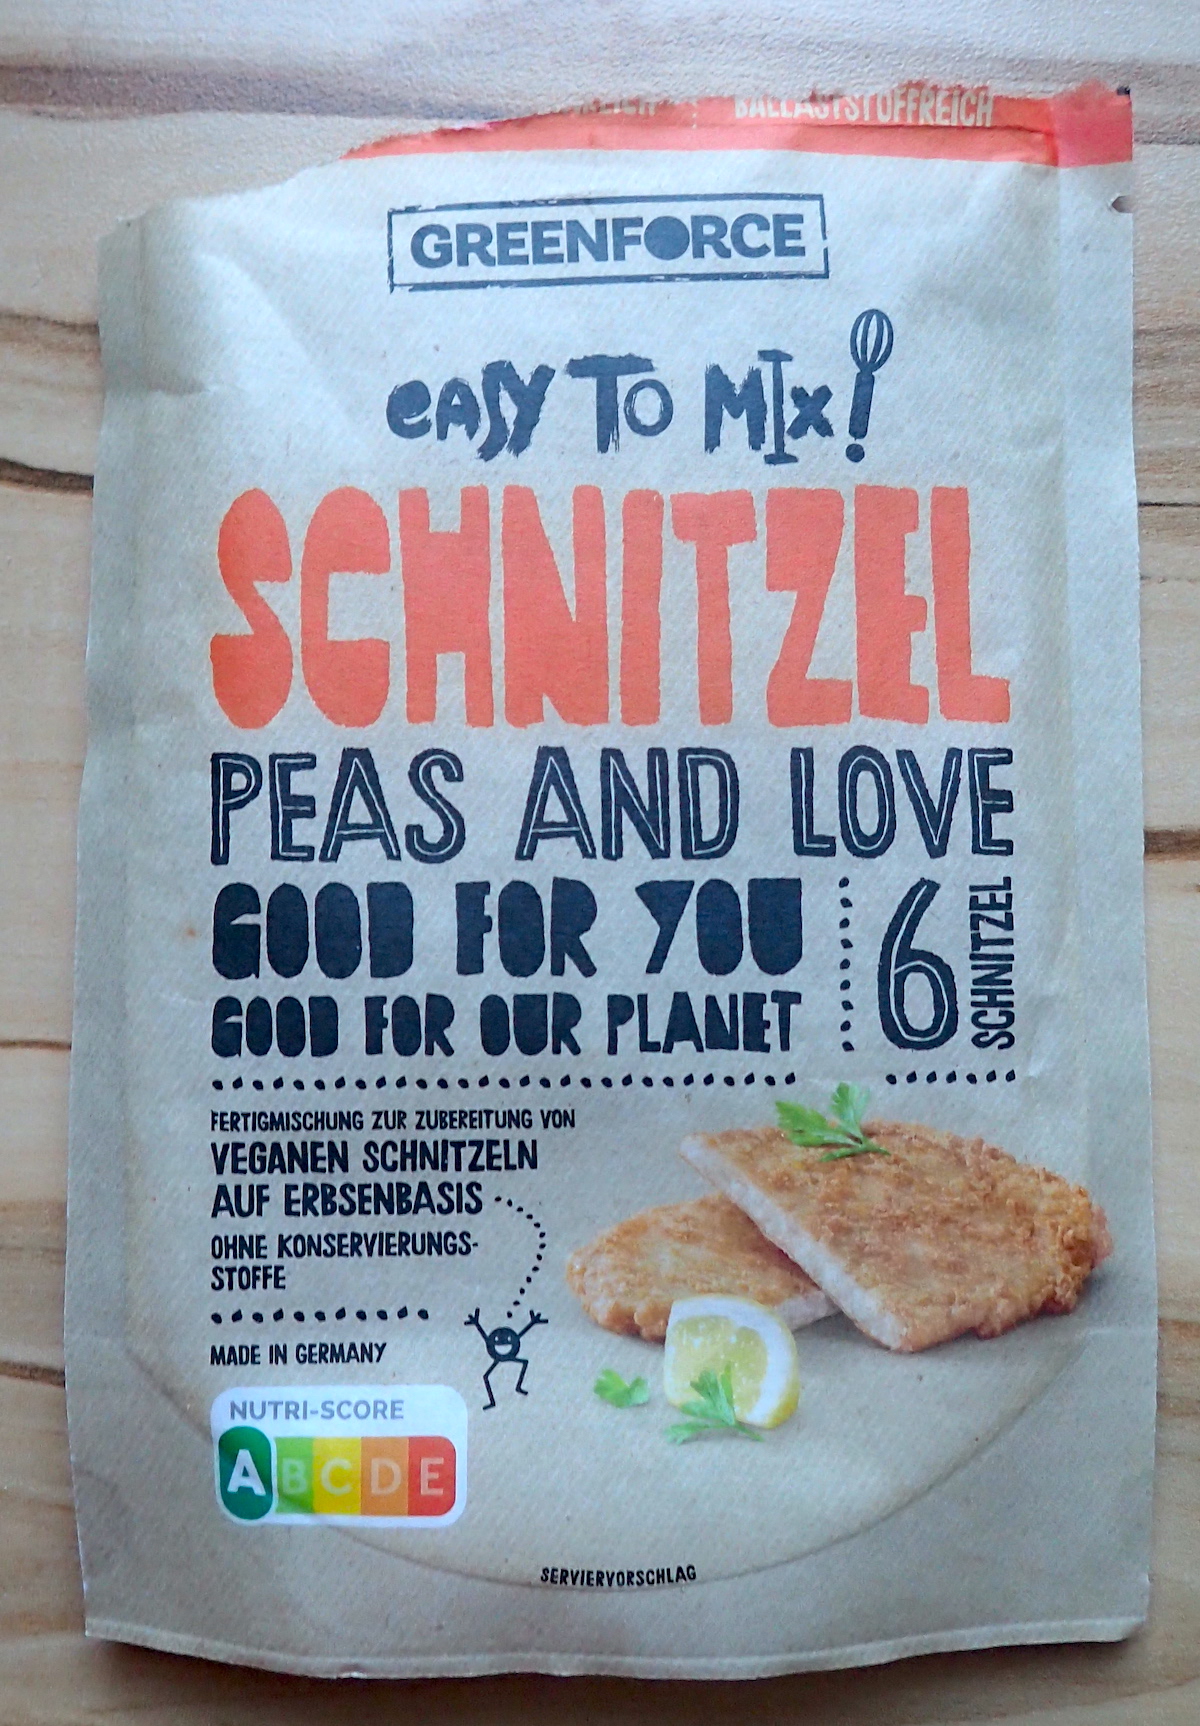 BALLASTSTOFFREICH
GREENFORCE
eASY TO MIx!
SCHNITZEL
PEAS AND LOVE
GOOD FOR YOU
GOOD FOR OUR PLANET
6 SCHNITZEL
FERTIGMISCHUNG ZUR ZUBEREITUNG VON
VEGANEN SCHNITZELN
AUF ERBSENBASIS
OHNE KONSERVIERUNGS-
STOFFE
MADE IN GERMANY
NUTRI-SCORE
A B C D E
SERVIERVORSCHLAG